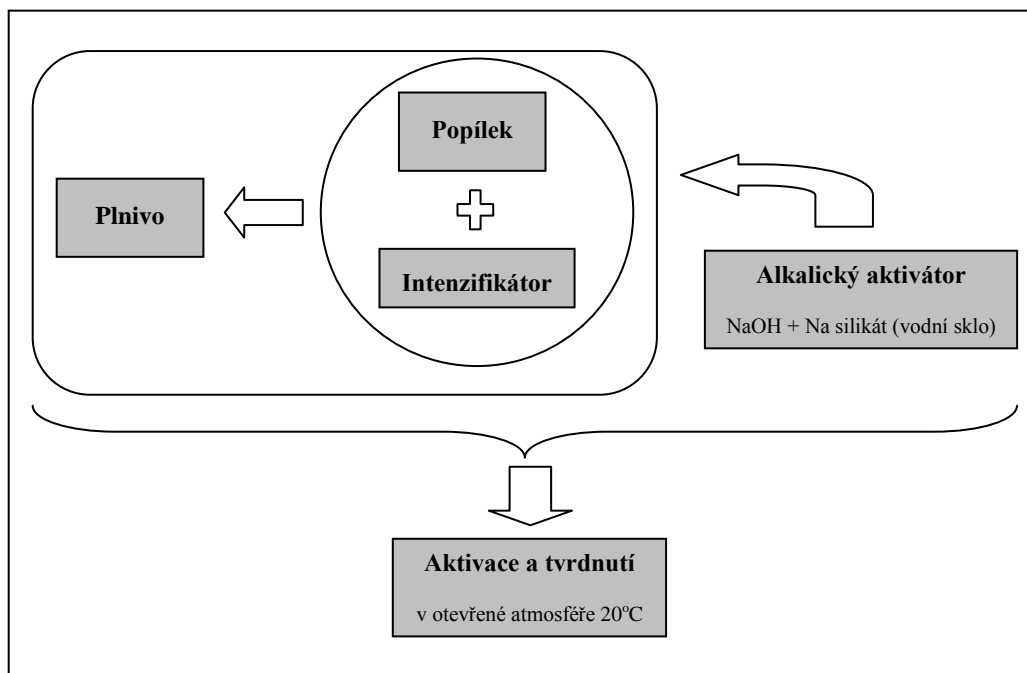 Popílek
Plnivo
Intenzifikátor
Alkalický aktivátor
NaOH + Na silikát (vodní sklo)
Aktivace a tvrdnutí
v otevřené atmosféře 20°C